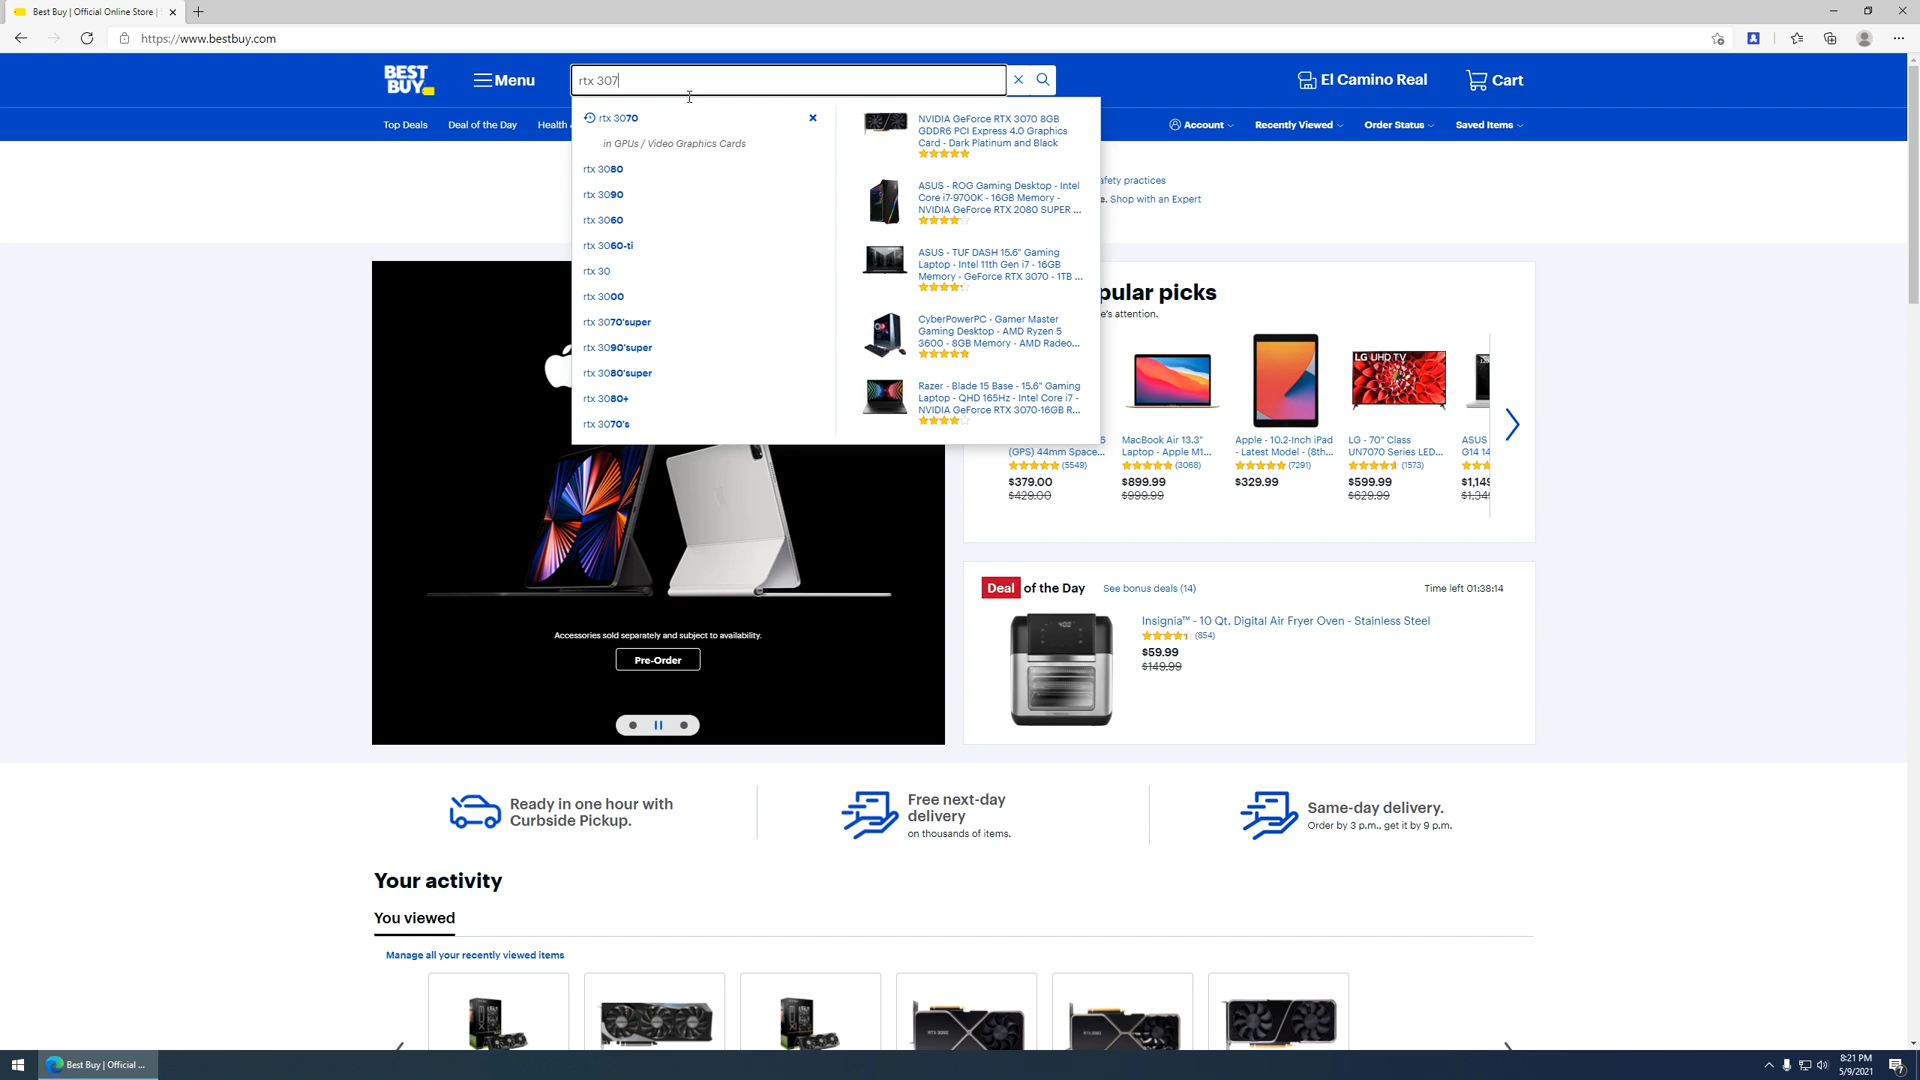 Best Buy | Official Online Store |
https://www.bestbuy.com
BEST
BUY
Menu
rtx 307
El Camino Real
Cart
Top Deals
Deal of the Day
Health
Account
Recently Viewed
Order Status
Saved Items
rtx 3070
in GPUs / Video Graphics Cards
rtx 3080
rtx 3090
rtx 3060
rtx 3060-ti
rtx 30
rtx 3000
rtx 3070'super
rtx 3090'super
rtx 3080'super
rtx 3080+
rtx 3070's
NVIDIA GeForce RTX 3070 8GB
GDDR6 PCI Express 4.0 Graphics
Card - Dark Platinum and Black
ASUS - ROG Gaming Desktop - Intel
Core i7-9700K - 16GB Memory -
NVIDIA GeForce RTX 2080 SUPER ...
ASUS - TUF DASH 15.6" Gaming
Laptop - Intel 11th Gen i7 - 16GB
Memory - GeForce RTX 3070 - 1TB ...
CyberPowerPC - Gamer Master
Gaming Desktop - AMD Ryzen 5
3600 - 8GB Memory - AMD Radeo...
Razer - Blade 15 Base - 15.6" Gaming
Laptop - QHD 165Hz - Intel Core i7 -
NVIDIA GeForce RTX 3070-16GB R...
afety practices
e. Shop with an Expert
pular picks
e's attention.
6
(GPS) 44mm Space...
(5549)
$379.00
$429.00
MacBook Air 13.3"
Laptop - Apple M1...
(3068)
$899.99
$999.99
Apple - 10.2-Inch iPad
- Latest Model - (8th...
(7291)
$329.99
LG UHD TV
LG - 70" Class
UN7070 Series LED...
(1573)
$599.99
$629.99
ASUS
G14 14
$1,149
$1,34
Accessories sold separately and subject to availability.
Pre-Order
Deal of the Day
See bonus deals (14)
Time left 01:38:14
Insignia™ - 10 Qt. Digital Air Fryer Oven - Stainless Steel
(854)
$59.99
$149.99
Ready in one hour with
Curbside Pickup.
Free next-day
delivery
on thousands of items.
Same-day delivery.
Order by 3 p.m., get it by 9 p.m.
Your activity
You viewed
Manage all your recently viewed items
Best Buy | Official ...
8:21 PM
5/9/2021